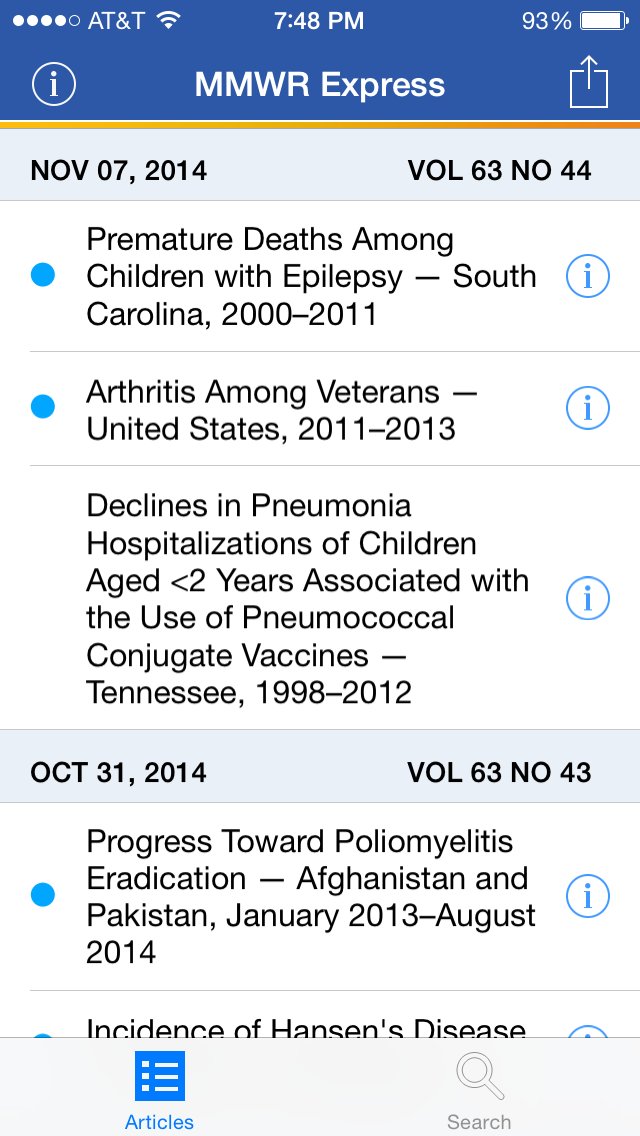 AT&T 7:48 PM 93%
MMWR Express
NOV 07, 2014 VOL 63 NO 44
Premature Deaths Among
Children with Epilepsy — South
Carolina, 2000–2011
Arthritis Among Veterans —
United States, 2011–2013
Declines in Pneumonia
Hospitalizations of Children
Aged <2 Years Associated with
the Use of Pneumococcal
Conjugate Vaccines —
Tennessee, 1998–2012
OCT 31, 2014 VOL 63 NO 43
Progress Toward Poliomyelitis
Eradication — Afghanistan and
Pakistan, January 2013–August
2014
Incidence of Hansen's Disease
Articles Search